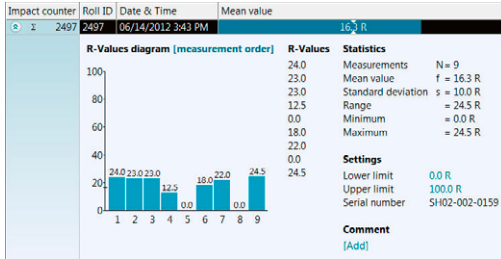 Impact counter Roll ID Date & Time Mean value
Σ 2497 2497 06/14/2012 3:43 PM 16.3 R
R-Values diagram [measurement order]
100
80
60
40
20
0
24.0 23.0 23.0 12.5 0.0 18.0 22.0 0.0 24.5
1 2 3 4 5 6 7 8 9
R-Values
24.0
23.0
23.0
12.5
0.0
18.0
22.0
0.0
24.5
Statistics
Measurements N = 9
Mean value f = 16.3 R
Standard deviation s = 10.0 R
Range = 24.5 R
Minimum = 0.0 R
Maximum = 24.5 R
Settings
Lower limit 0.0 R
Upper limit 100.0 R
Serial number SH02-002-0159
Comment
[Add]